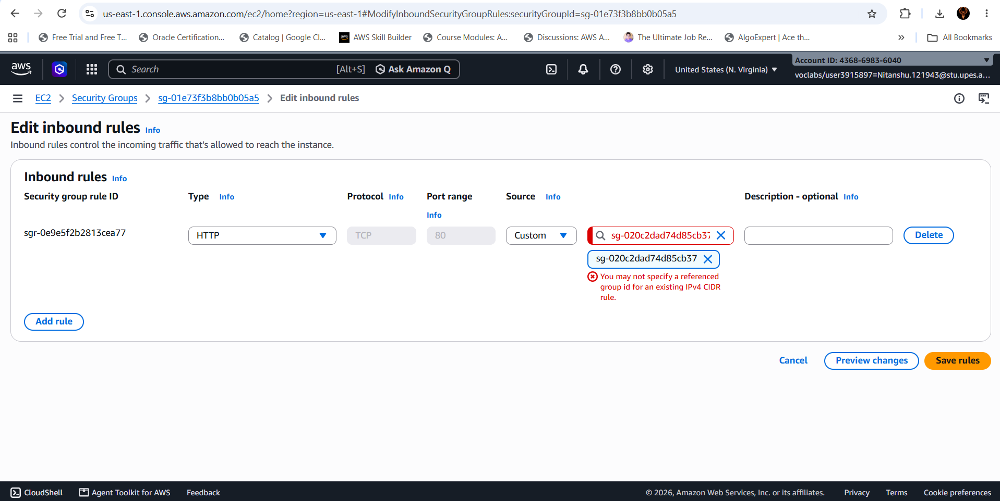 us-east-1.console.aws.amazon.com/ec2/home?region=us-east-1#ModifyInboundSecurityGroupRules:securityGroupId=sg-01e73f3b8bb0b05a5
Free Trial and Free T... Oracle Certification... Catalog | Google Cl... aws AWS Skill Builder Course Modules: A... Discussions: AWS A... The Ultimate Job Re... AlgoExpert | Ace th... » All Bookmarks
aws Search [Alt+S] Ask Amazon Q United States (N. Virginia) Account ID: 4368-6983-6040
voclabs/user3915897=Nitanshu.121943@stu.upes.a...
EC2 Security Groups sg-01e73f3b8bb0b05a5 Edit inbound rules
Edit inbound rules Info
Inbound rules control the incoming traffic that's allowed to reach the instance.
Inbound rules Info
Security group rule ID Type Info Protocol Info Port range Info Source Info Description - optional Info
sgr-0e9e5f2b2813cea77 HTTP TCP 80 Custom sg-020c2dad74d85cb37 Delete
sg-020c2dad74d85cb37
You may not specify a referenced
group id for an existing IPv4 CIDR
rule.
Add rule
Cancel Preview changes Save rules
CloudShell Agent Toolkit for AWS Feedback © 2026, Amazon Web Services, Inc. or its affiliates. Privacy Terms Cookie preferences